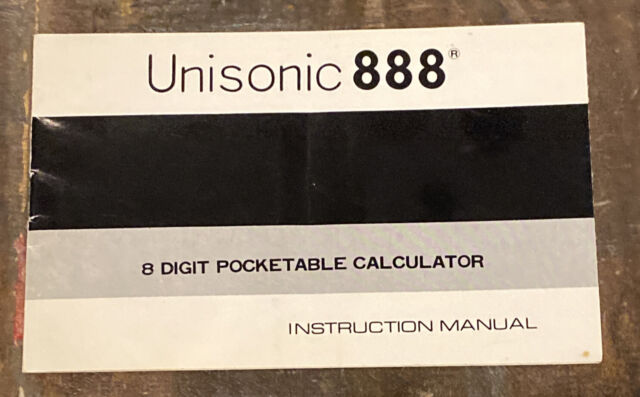 Unisonic 888®
8 DIGIT POCKETABLE CALCULATOR
INSTRUCTION MANUAL